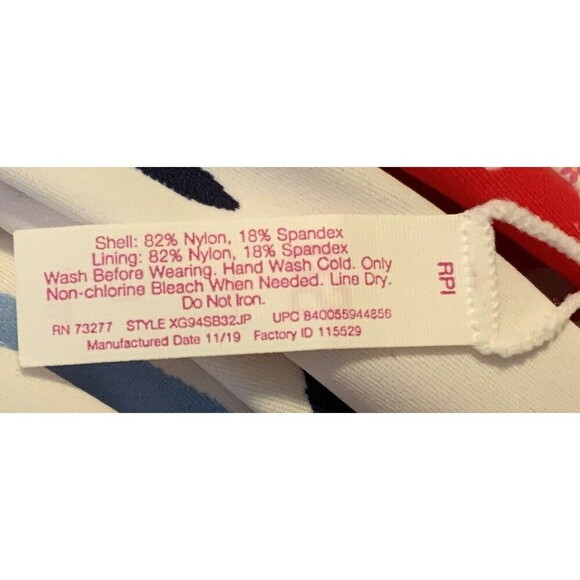 Shell: 82% Nylon, 18% Spandex
Lining: 82% Nylon, 18% Spandex
Wash Before Wearing. Hand Wash Cold. Only
Non-chlorine Bleach When Needed. Line Dry.
Do Not Iron.
RN 73277 STYLE XG94SB32JP UPC 840055944856
Manufactured Date 11/19 Factory ID 115529
RPI